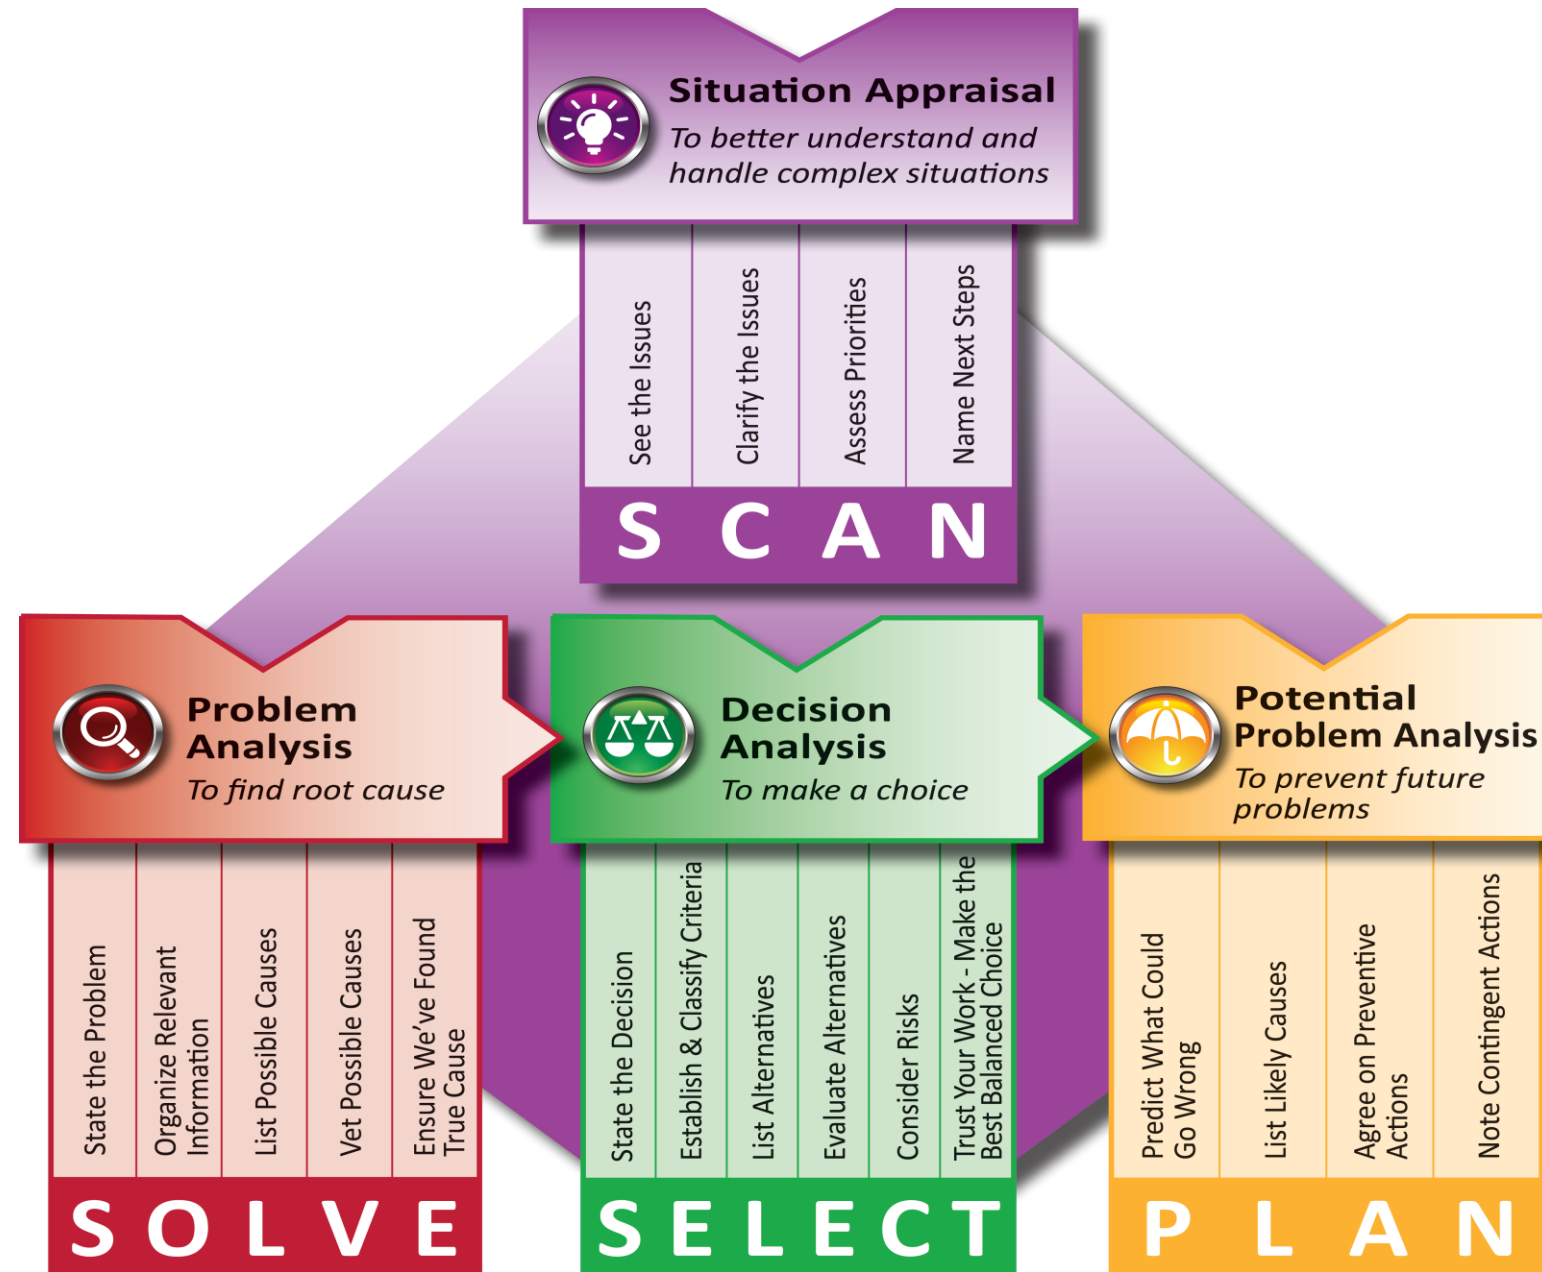 Situation Appraisal
To better understand and
handle complex situations
See the Issues
Clarify the Issues
Assess Priorities
Name Next Steps
S C A N
Problem
Analysis
To find root cause
State the Problem
Organize Relevant
Information
List Possible Causes
Vet Possible Causes
Ensure We've Found
True Cause
S O L V E
Decision
Analysis
To make a choice
State the Decision
Establish & Classify Criteria
List Alternatives
Evaluate Alternatives
Consider Risks
Trust Your Work - Make the
Best Balanced Choice
S E L E C T
Potential
Problem Analysis
To prevent future
problems
Predict What Could
Go Wrong
List Likely Causes
Agree on Preventive
Actions
Note Contingent Actions
P L A N